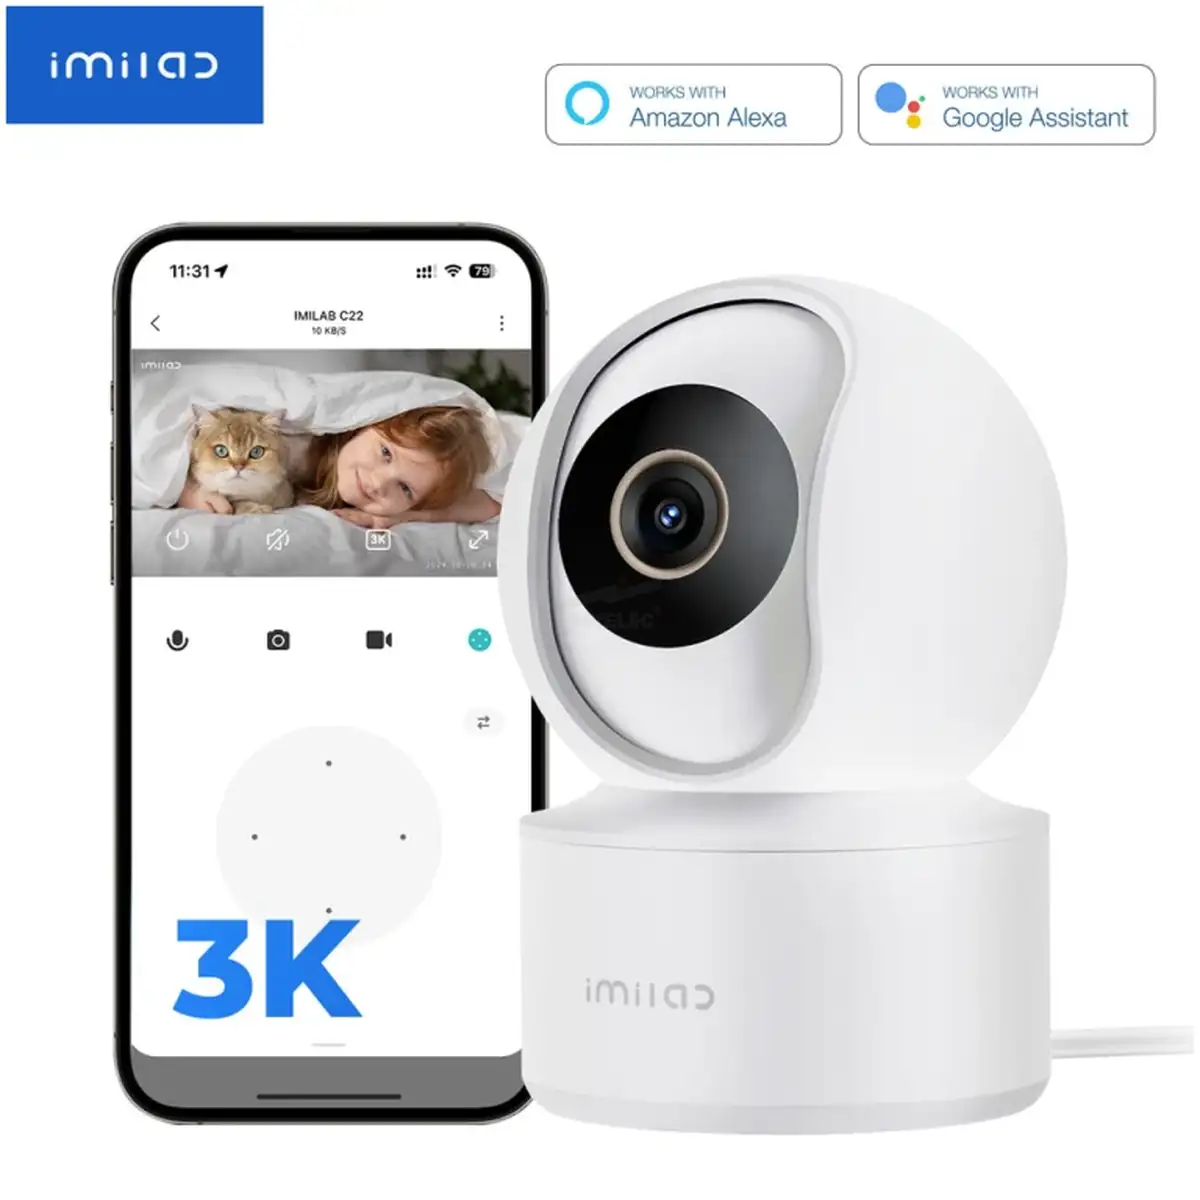 imilab
WORKS WITH
Amazon Alexa
WORKS WITH
Google Assistant
11:31
79
IMILAB C22
10 KB/S
imilab
3K
3K
imilab